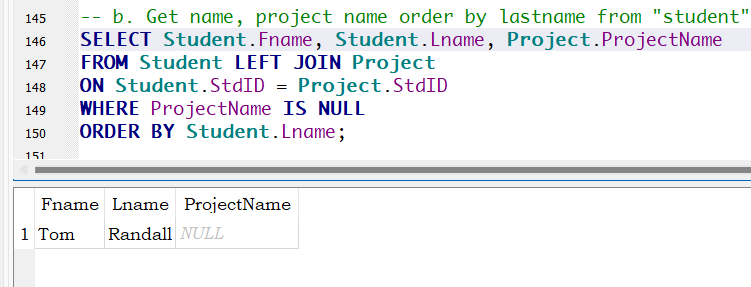 145 -- b. Get name, project name order by lastname from "student"
146 SELECT Student.Fname, Student.Lname, Project.ProjectName
147 FROM Student LEFT JOIN Project
148 ON Student.StdID = Project.StdID
149 WHERE ProjectName IS NULL
150 ORDER BY Student.Lname;
151
Fname Lname ProjectName
1 Tom Randall NULL